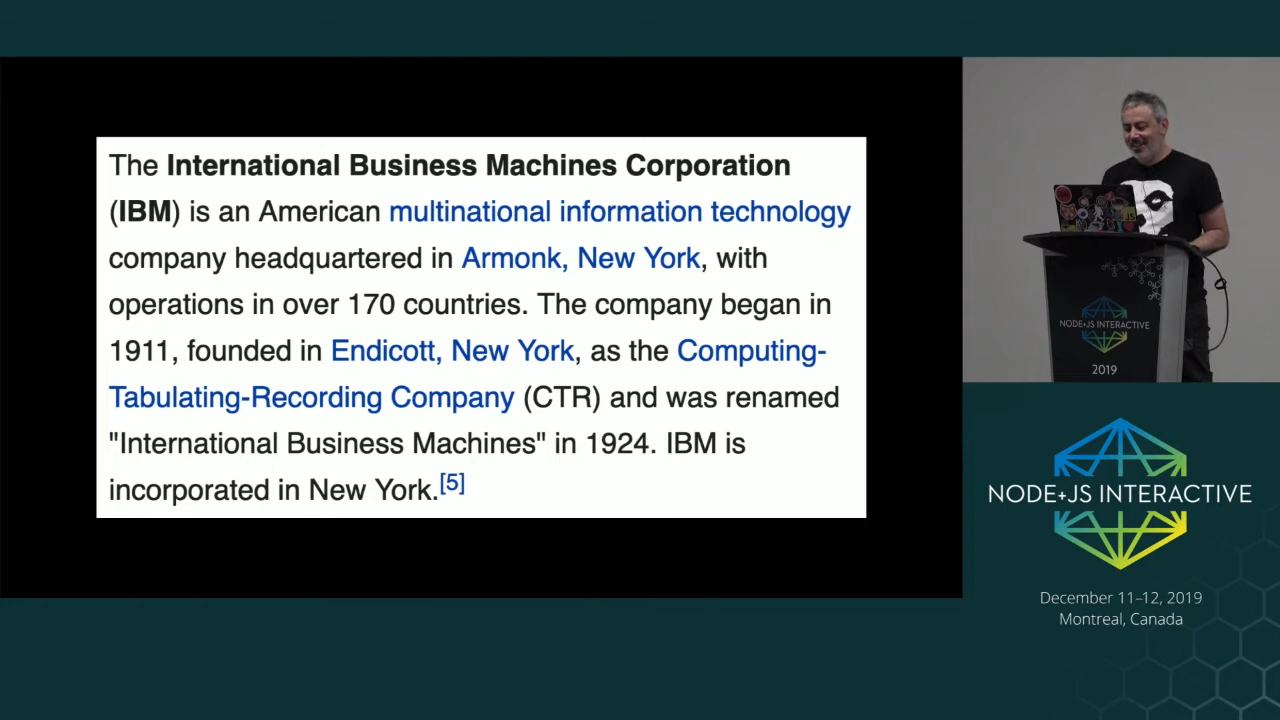 The International Business Machines Corporation
(IBM) is an American multinational information technology
company headquartered in Armonk, New York, with
operations in over 170 countries. The company began in
1911, founded in Endicott, New York, as the Computing-
Tabulating-Recording Company (CTR) and was renamed
"International Business Machines" in 1924. IBM is
incorporated in New York.[5]
JS
NODE+JS INTERACTIVE
2019
NODE+JS INTERACTIVE
December 11–12, 2019
Montreal, Canada